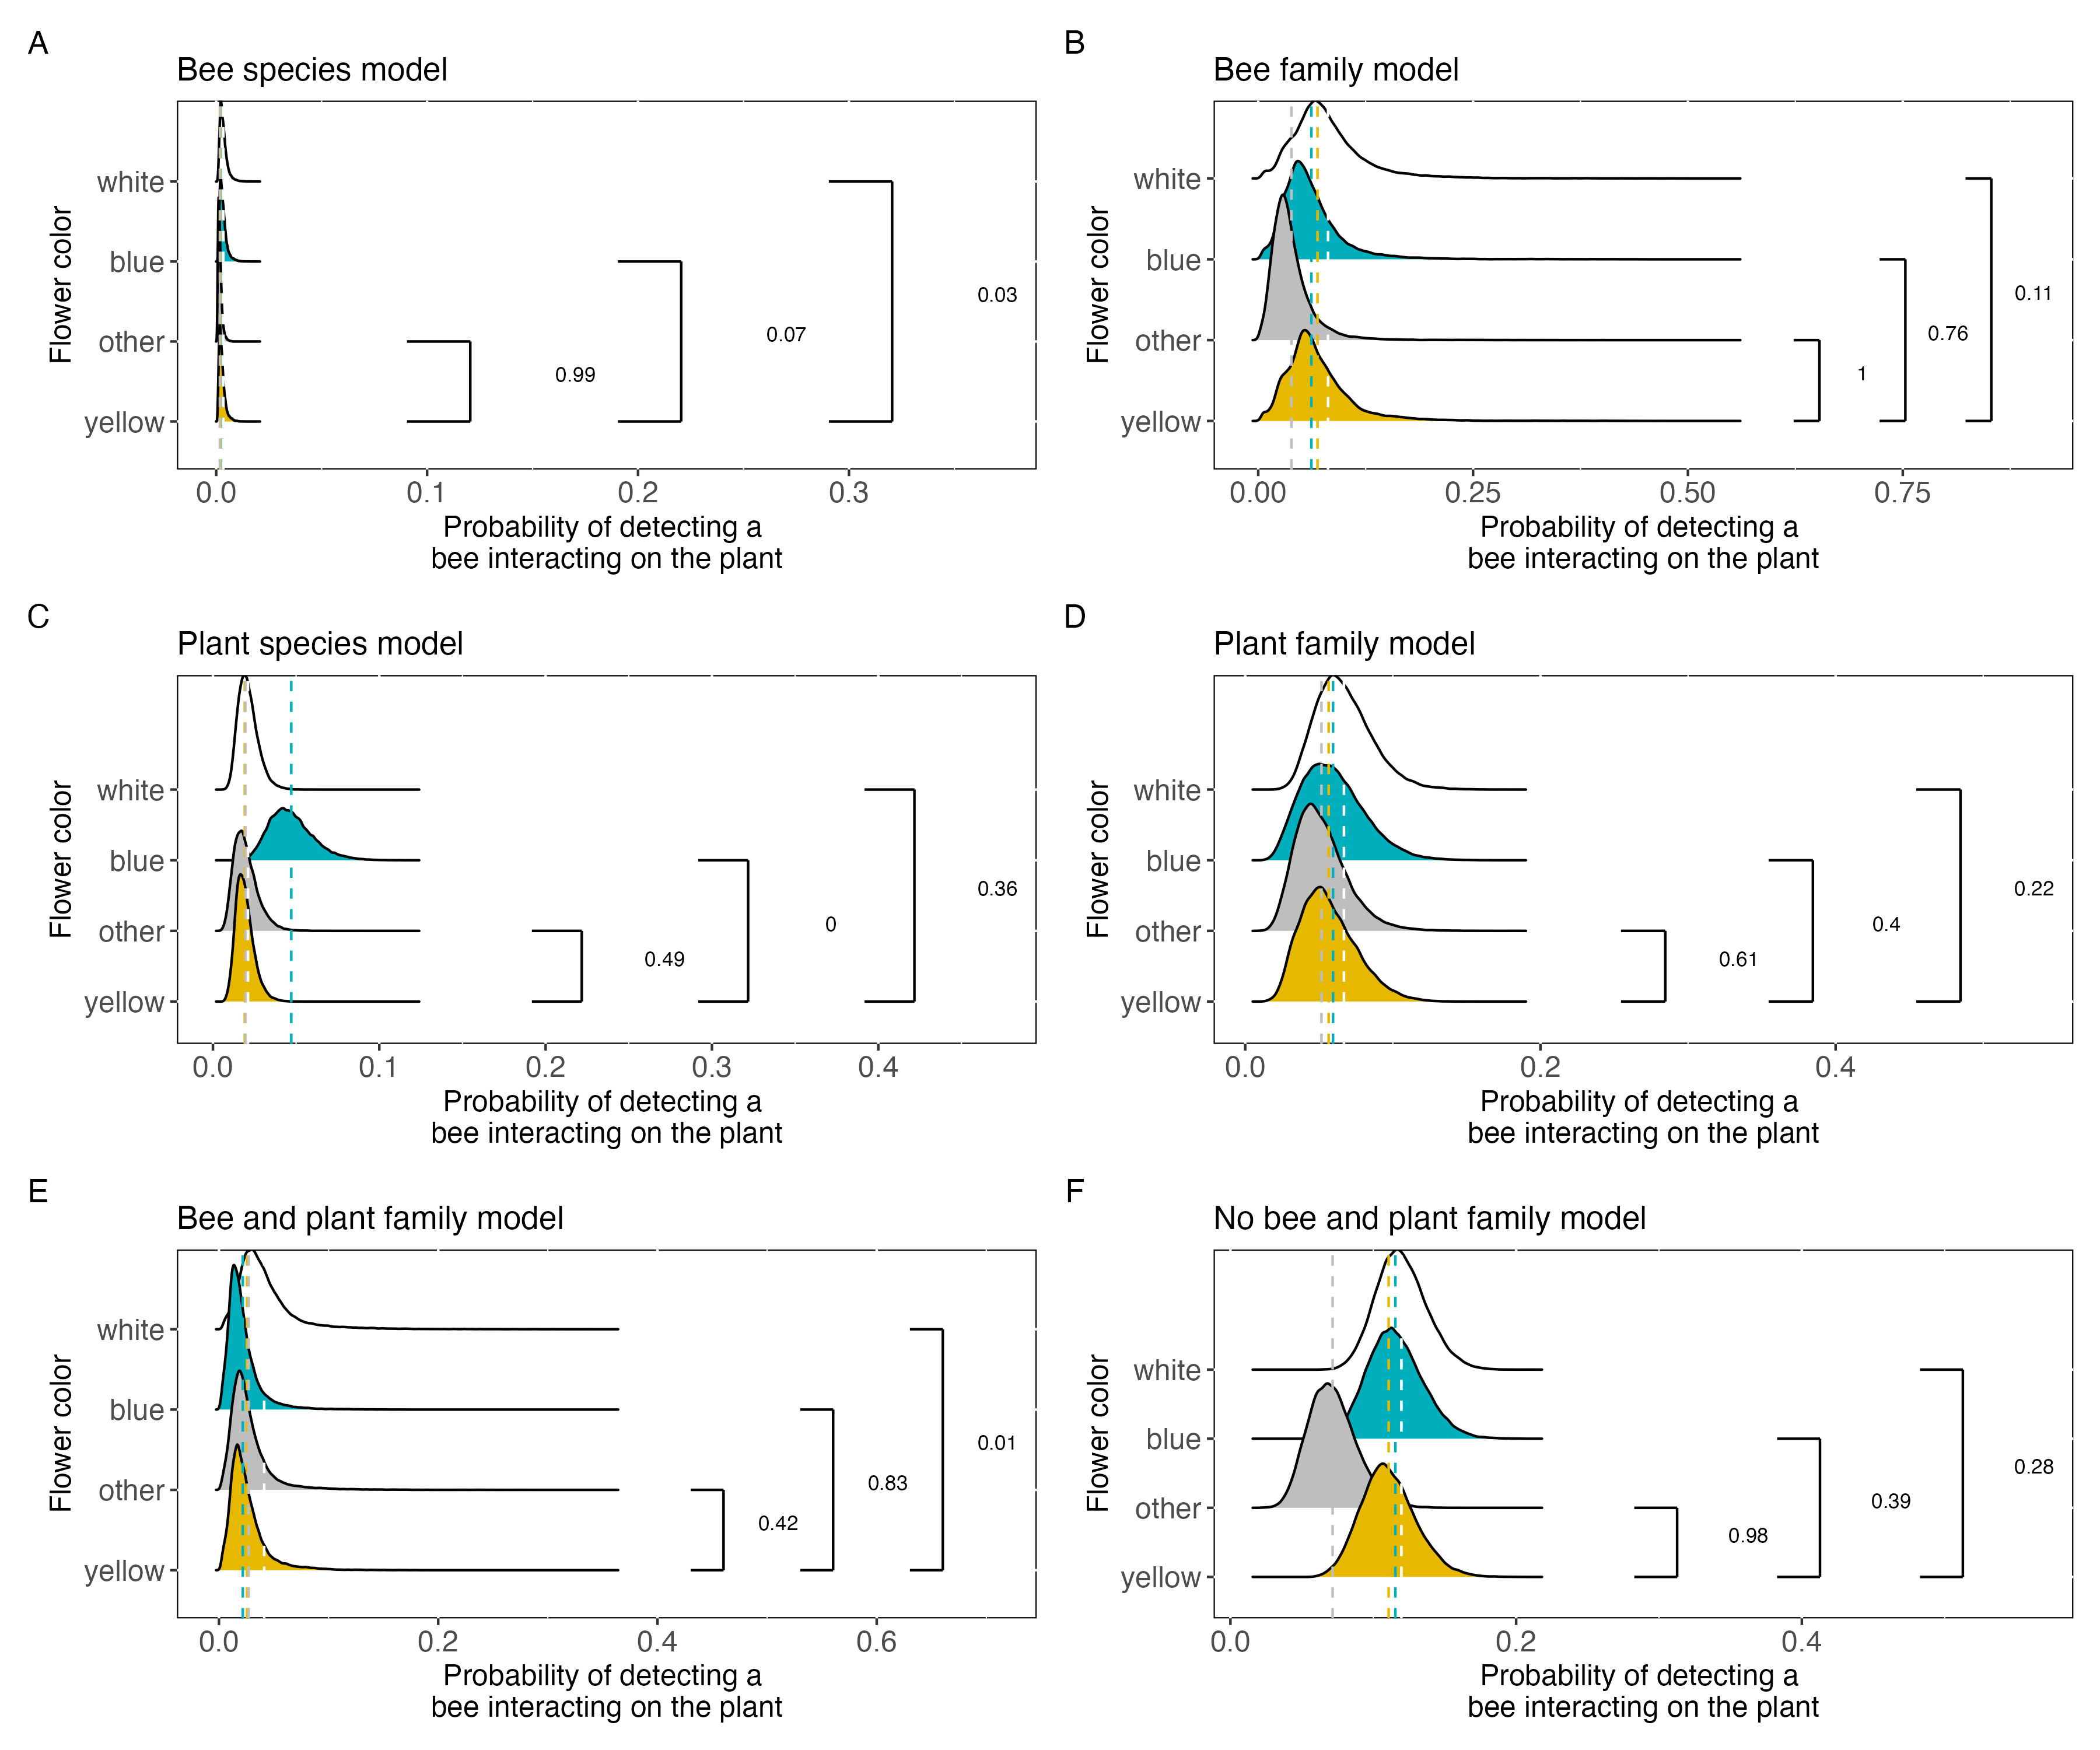 A
Bee species model
Flower color
white
blue
other
yellow
0.99
0.07
0.03
0.0 0.1 0.2 0.3
Probability of detecting a
bee interacting on the plant
B
Bee family model
Flower color
white
blue
other
yellow
1
0.76
0.11
0.00 0.25 0.50 0.75
Probability of detecting a
bee interacting on the plant
C
Plant species model
Flower color
white
blue
other
yellow
0.49
0
0.36
0.0 0.1 0.2 0.3 0.4
Probability of detecting a
bee interacting on the plant
D
Plant family model
Flower color
white
blue
other
yellow
0.61
0.4
0.22
0.0 0.2 0.4
Probability of detecting a
bee interacting on the plant
E
Bee and plant family model
Flower color
white
blue
other
yellow
0.42
0.83
0.01
0.0 0.2 0.4 0.6
Probability of detecting a
bee interacting on the plant
F
No bee and plant family model
Flower color
white
blue
other
yellow
0.98
0.39
0.28
0.0 0.2 0.4
Probability of detecting a
bee interacting on the plant